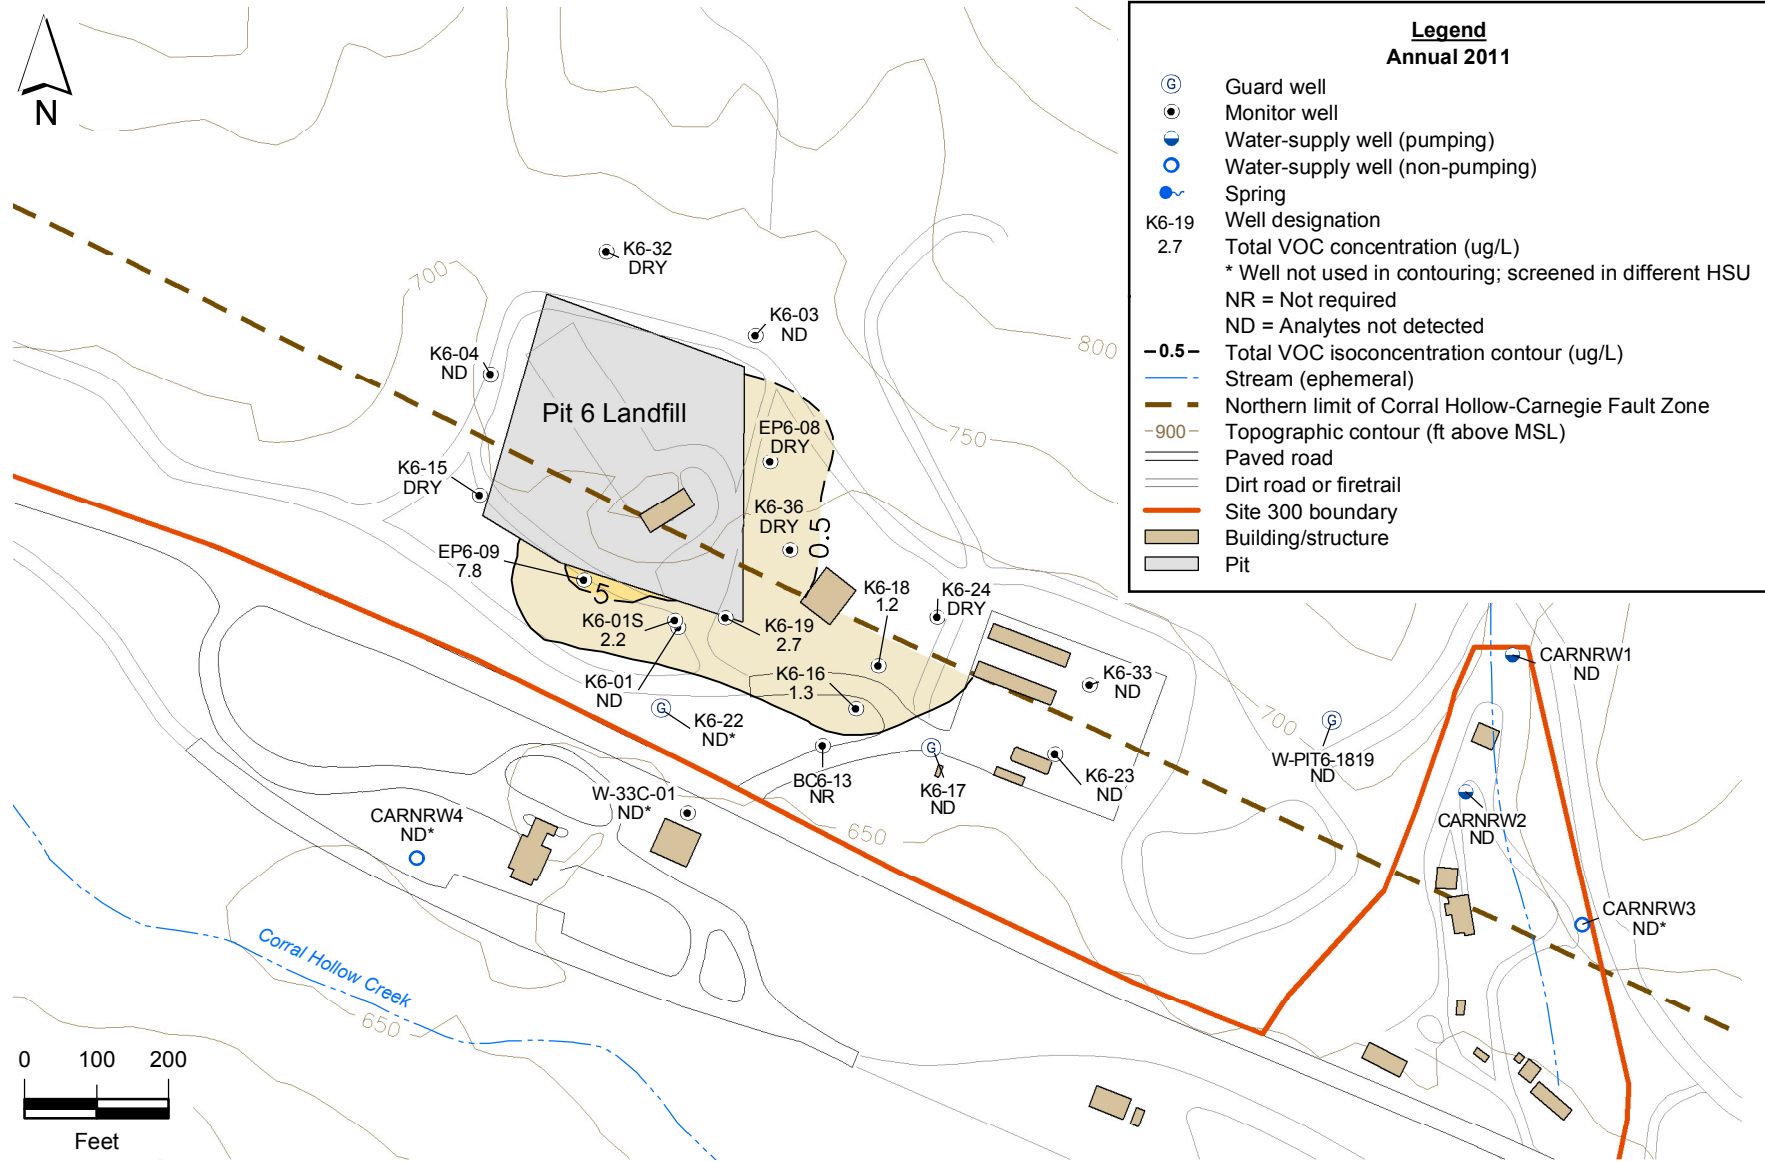 Legend
Annual 2011
G Guard well
Monitor well
Water-supply well (pumping)
Water-supply well (non-pumping)
Spring
K6-19 Well designation
2.7 Total VOC concentration (ug/L)
* Well not used in contouring; screened in different HSU
NR = Not required
ND = Analytes not detected
0.5 Total VOC isoconcentration contour (ug/L)
Stream (ephemeral)
Northern limit of Corral Hollow-Carnegie Fault Zone
900 Topographic contour (ft above MSL)
Paved road
Dirt road or firetrail
Site 300 boundary
Building/structure
Pit
N
K6-32
DRY
700
K6-03
ND
800
K6-04
ND
Pit 6 Landfill
EP6-08
DRY
750
K6-15
DRY
K6-36
DRY
0.5
EP6-09
7.8
5
K6-18
1.2
K6-24
DRY
K6-01S
2.2
K6-19
2.7
K6-01
ND
K6-16
1.3
K6-33
ND
CARNRW1
ND
G
K6-22
ND*
700
G
W-PIT6-1819
ND
BC6-13
NR
G
K6-17
ND
K6-23
ND
W-33C-01
ND*
CARNRW4
ND*
650
CARNRW2
ND
CARNRW3
ND*
Corral Hollow Creek
650
0 100 200
Feet